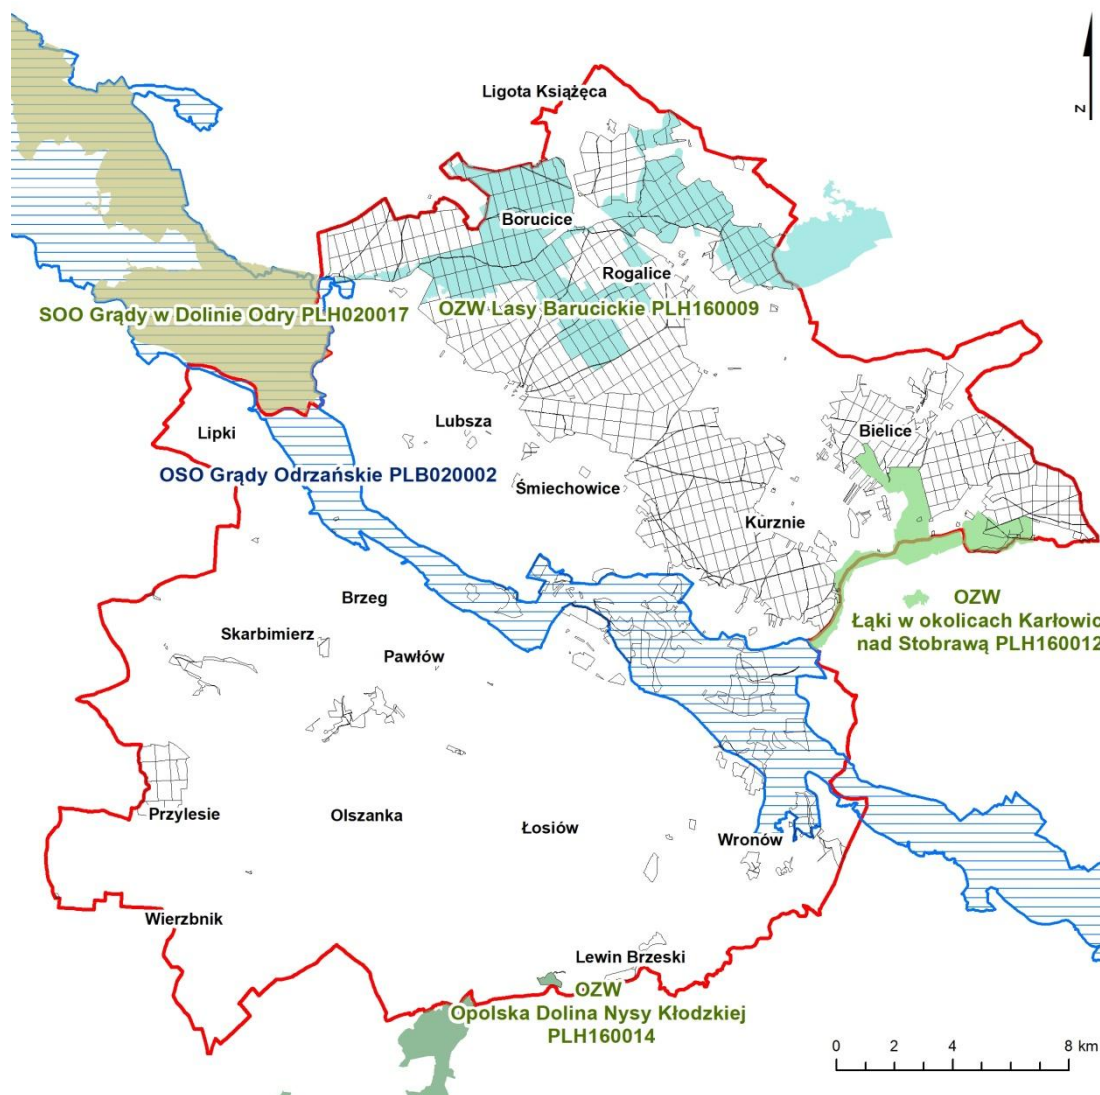 Ligota Książęca
N
Borucice
Rogalice
SOO Grądy w Dolinie Odry PLH020017
OZW Lasy Barucickie PLH160009
Lubsza
Bielice
Lipki
OSO Grądy Odrzańskie PLB020002
Śmiechowice
Kurznie
Brzeg
OZW
Łąki w okolicach Karłowic
nad Stobrawą PLH160012
Skarbimierz
Pawłów
Przylesie
Olszanka
Łosiów
Wronów
Wierzbnik
Lewin Brzeski
OZW
Opolska Dolina Nysy Kłodzkiej
PLH160014
0 2 4 8 km